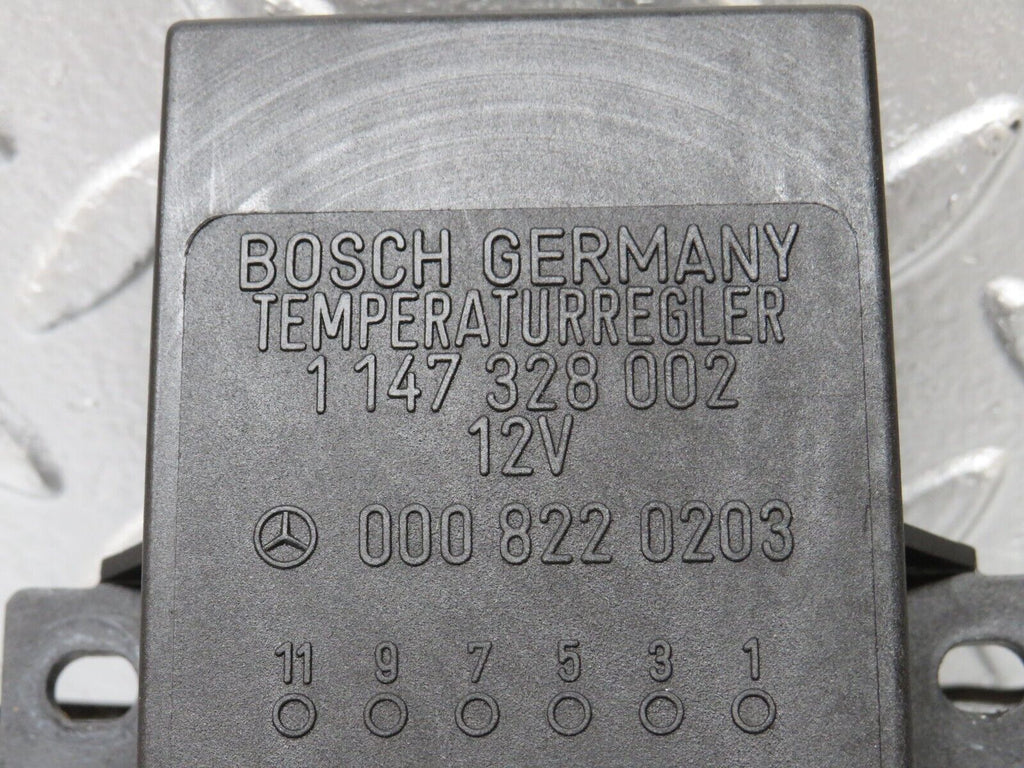 BOSCH GERMANY
TEMPERATURREGLER
1 147 328 002
12V
000 822 0203
11 9 7 5 3 1